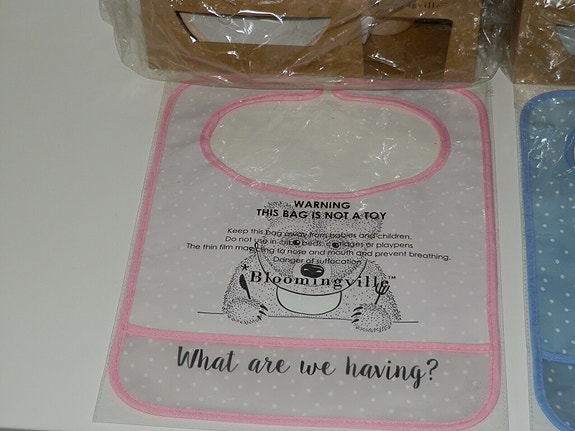 WARNING
THIS BAG IS NOT A TOY
Keep this bag away from babies and children.
Do not use in cribs, beds, carriages or playpens
The thin film may cling to nose and mouth and prevent breathing.
Danger of suffocation
Bloomingville™
What are we having?